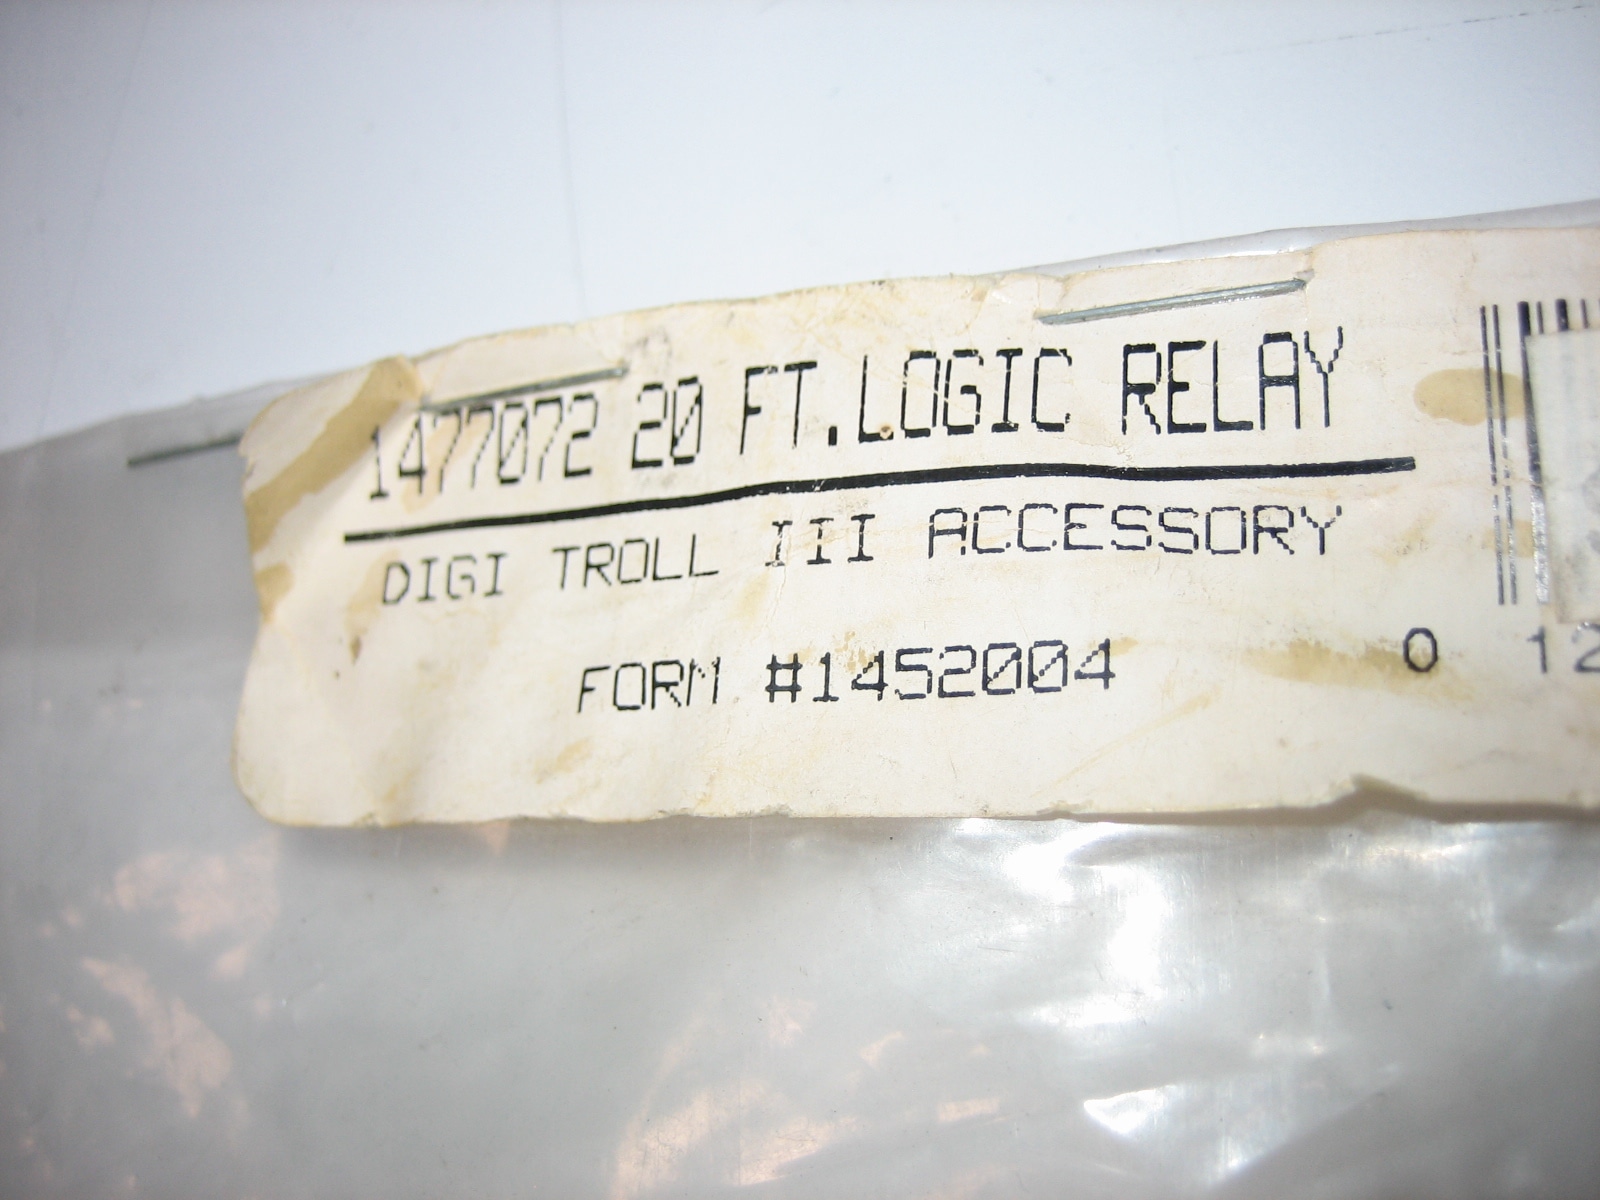 1477072 20 FT. LOGIC RELAY
DIGI TROLL III ACCESSORY
FORM #1452004
0 12